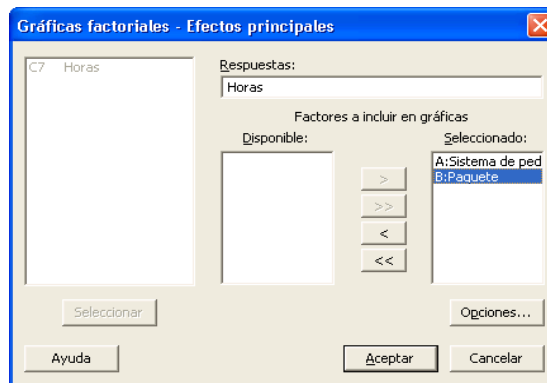 Gráficas factoriales - Efectos principales
C7 Horas
Respuestas:
Horas
Factores a incluir en gráficas
Disponible:
Seleccionado:
A:Sistema de ped
B:Paquete
>
>>
<
<<
Seleccionar
Opciones...
Ayuda
Aceptar
Cancelar